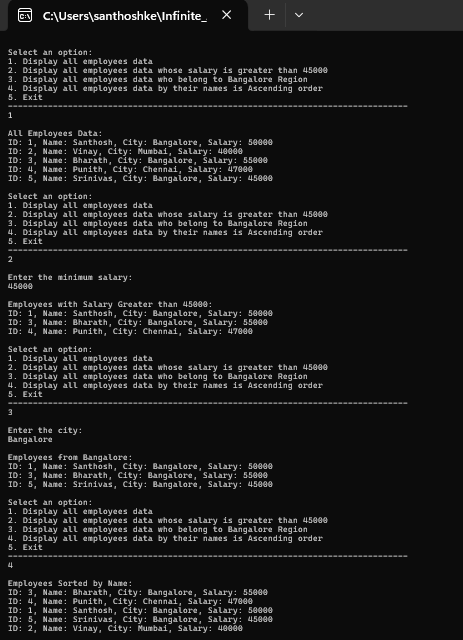 C:\Users\santhoshke\Infinite_
Select an option:
1. Display all employees data
2. Display all employees data whose salary is greater than 45000
3. Display all employees data who belong to Bangalore Region
4. Display all employees data by their names is Ascending order
5. Exit
--------------------------------------------------------------------------------
1
All Employees Data:
ID: 1, Name: Santhosh, City: Bangalore, Salary: 50000
ID: 2, Name: Vinay, City: Mumbai, Salary: 40000
ID: 3, Name: Bharath, City: Bangalore, Salary: 55000
ID: 4, Name: Punith, City: Chennai, Salary: 47000
ID: 5, Name: Srinivas, City: Bangalore, Salary: 45000
Select an option:
1. Display all employees data
2. Display all employees data whose salary is greater than 45000
3. Display all employees data who belong to Bangalore Region
4. Display all employees data by their names is Ascending order
5. Exit
--------------------------------------------------------------------------------
2
Enter the minimum salary:
45000
Employees with Salary Greater than 45000:
ID: 1, Name: Santhosh, City: Bangalore, Salary: 50000
ID: 3, Name: Bharath, City: Bangalore, Salary: 55000
ID: 4, Name: Punith, City: Chennai, Salary: 47000
Select an option:
1. Display all employees data
2. Display all employees data whose salary is greater than 45000
3. Display all employees data who belong to Bangalore Region
4. Display all employees data by their names is Ascending order
5. Exit
--------------------------------------------------------------------------------
3
Enter the city:
Bangalore
Employees from Bangalore:
ID: 1, Name: Santhosh, City: Bangalore, Salary: 50000
ID: 3, Name: Bharath, City: Bangalore, Salary: 55000
ID: 5, Name: Srinivas, City: Bangalore, Salary: 45000
Select an option:
1. Display all employees data
2. Display all employees data whose salary is greater than 45000
3. Display all employees data who belong to Bangalore Region
4. Display all employees data by their names is Ascending order
5. Exit
--------------------------------------------------------------------------------
4
Employees Sorted by Name:
ID: 3, Name: Bharath, City: Bangalore, Salary: 55000
ID: 4, Name: Punith, City: Chennai, Salary: 47000
ID: 1, Name: Santhosh, City: Bangalore, Salary: 50000
ID: 5, Name: Srinivas, City: Bangalore, Salary: 45000
ID: 2, Name: Vinay, City: Mumbai, Salary: 40000